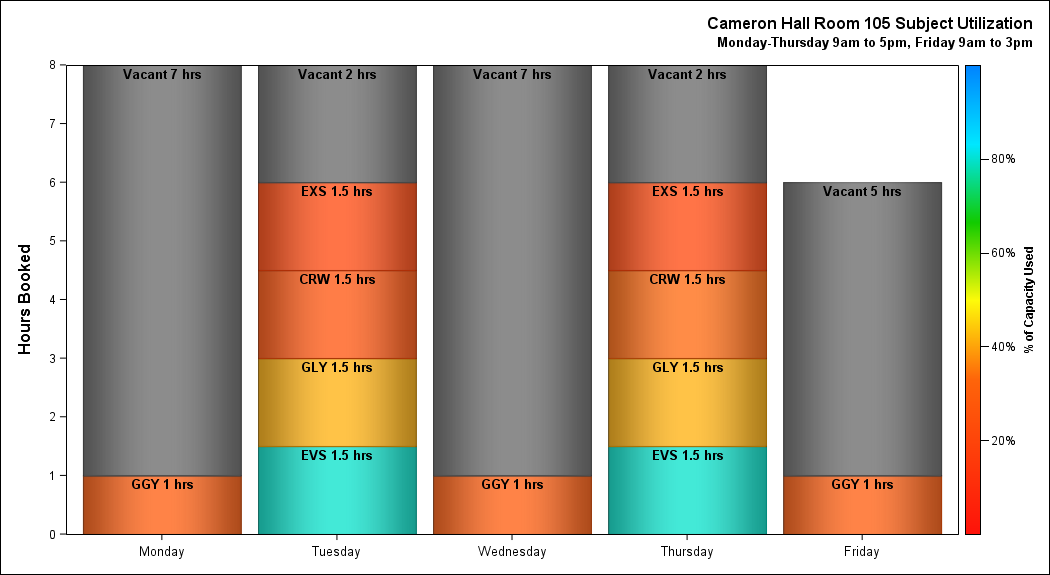 Cameron Hall Room 105 Subject Utilization
Monday-Thursday 9am to 5pm, Friday 9am to 3pm
Hours Booked
8
7
6
5
4
3
2
1
0
Vacant 7 hrs
GGY 1 hrs
Monday
Vacant 2 hrs
EXS 1.5 hrs
CRW 1.5 hrs
GLY 1.5 hrs
EVS 1.5 hrs
Tuesday
Vacant 7 hrs
GGY 1 hrs
Wednesday
Vacant 2 hrs
EXS 1.5 hrs
CRW 1.5 hrs
GLY 1.5 hrs
EVS 1.5 hrs
Thursday
Vacant 5 hrs
GGY 1 hrs
Friday
80%
60%
40%
20%
% of Capacity Used